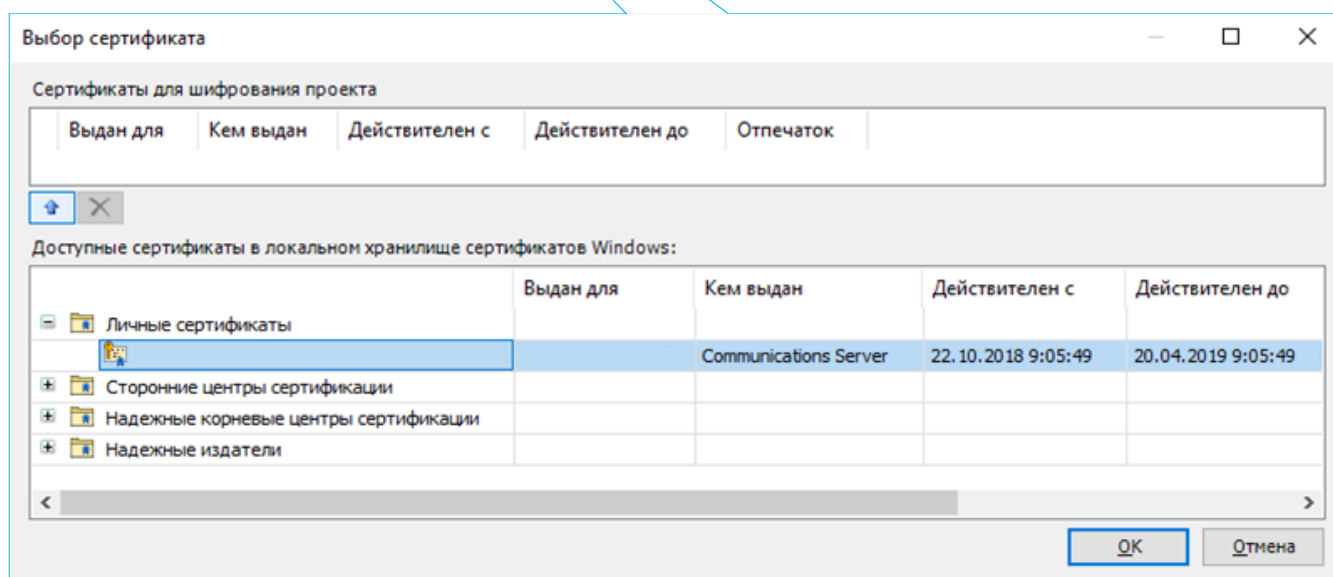 Выбор сертификата
Сертификаты для шифрования проекта
Выдан для Кем выдан Действителен с Действителен до Отпечаток
Доступные сертификаты в локальном хранилище сертификатов Windows:
Выдан для Кем выдан Действителен с Действителен до
Личные сертификаты
Communications Server 22.10.2018 9:05:49 20.04.2019 9:05:49
Сторонние центры сертификации
Надежные корневые центры сертификации
Надежные издатели
OK Отмена